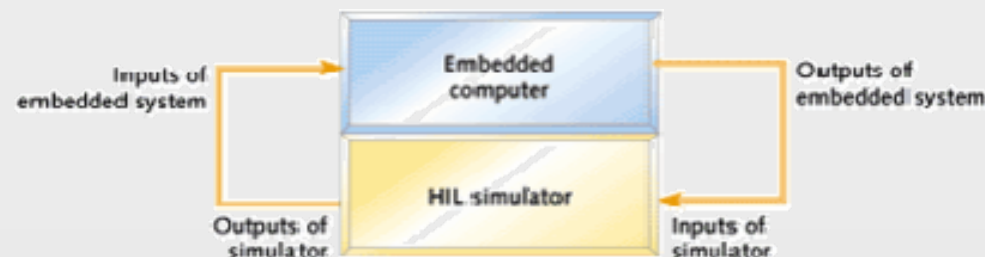 Inputs of
embedded system
Embedded
computer
Outputs of
embedded system
HIL simulator
Outputs of
simulator
Inputs of
simulator